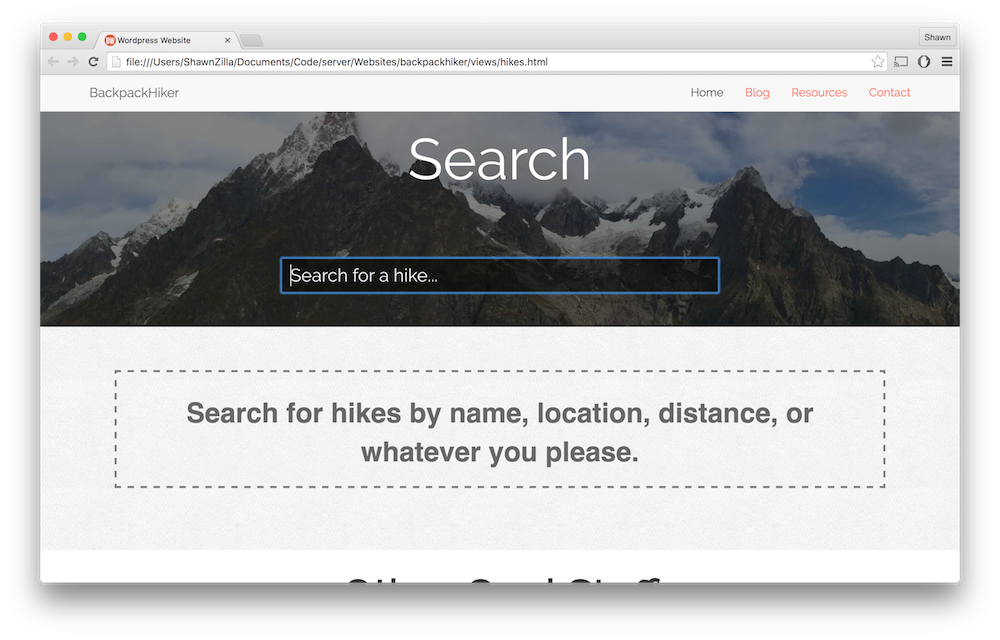 Wordpress Website
Shawn
file:///Users/ShawnZilla/Documents/Code/server/Websites/backpackhiker/views/hikes.html
BackpackHiker Home Blog Resources Contact
Search
Search for a hike...
Search for hikes by name, location, distance, or
whatever you please.